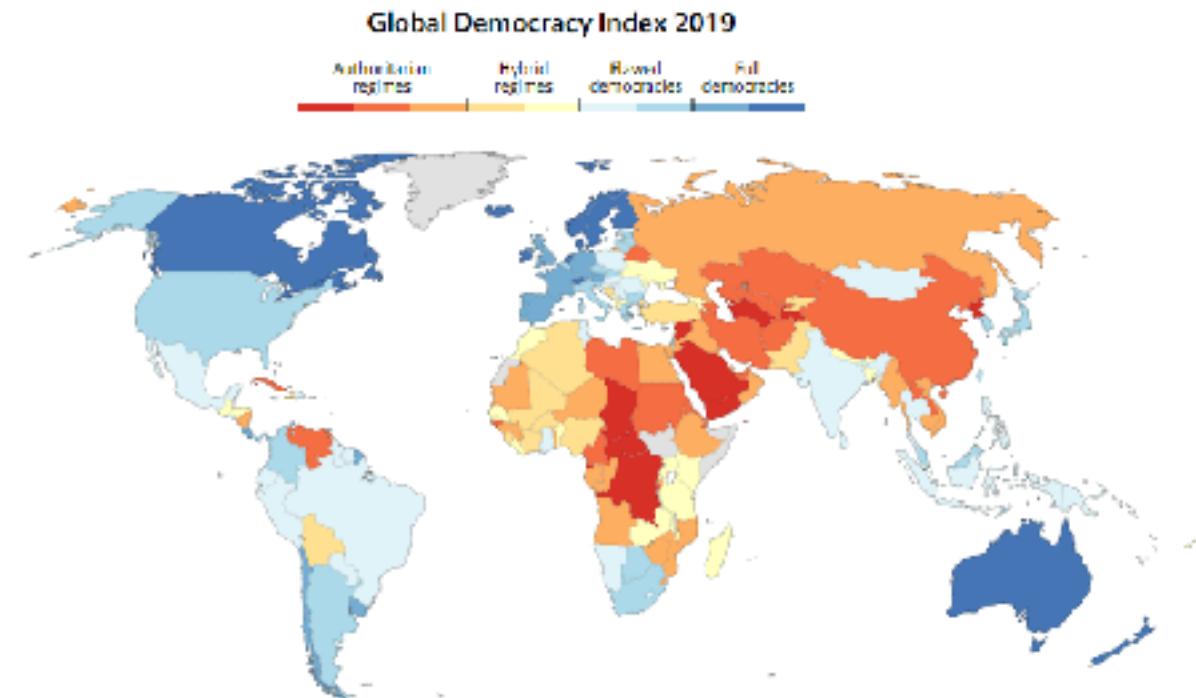 Global Democracy Index 2019
Authoritarian
regimes
Hybrid
regimes
Flawed
democracies
Full
democracies